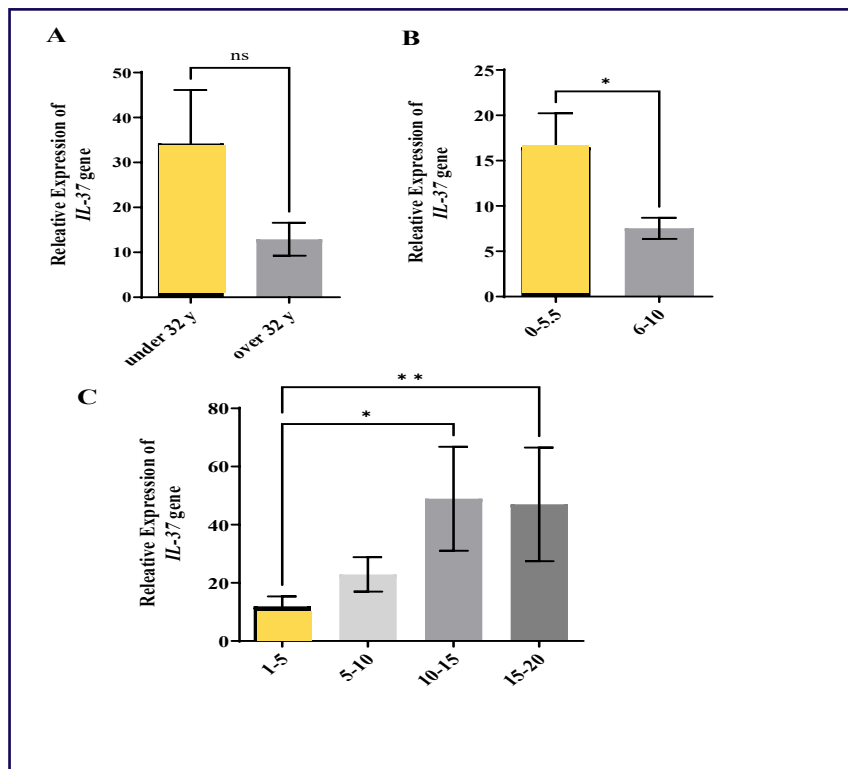 A
ns
Releative Expression of
IL-37 gene
50
40
30
20
10
0
under 32 y
over 32 y
B
*
Releative Expression of
IL-37 gene
25
20
15
10
5
0
0-5.5
6-10
C
* *
*
Releative Expression of
IL-37 gene
80
60
40
20
0
1-5
5-10
10-15
15-20